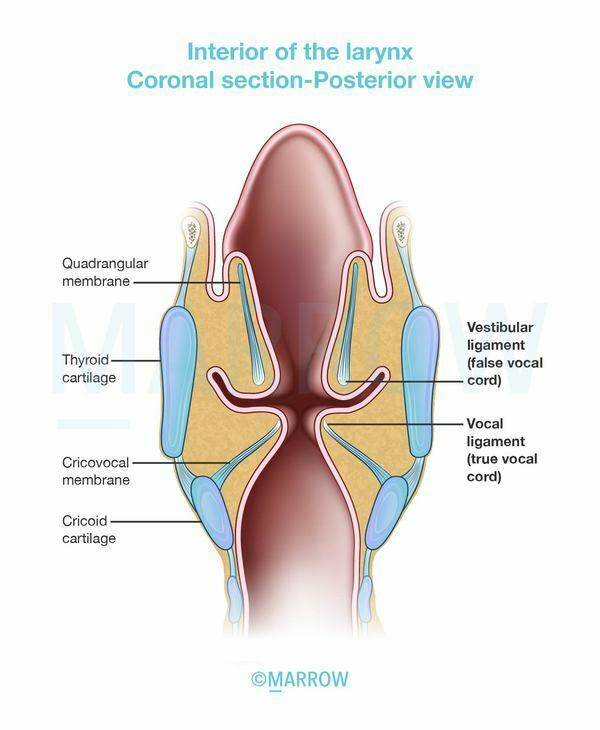 Interior of the larynx
Coronal section-Posterior view
Quadrangular
membrane
Thyroid
cartilage
Cricovocal
membrane
Cricoid
cartilage
Vestibular
ligament
(false vocal
cord)
Vocal
ligament
(true vocal
cord)
MARROW
©MARROW